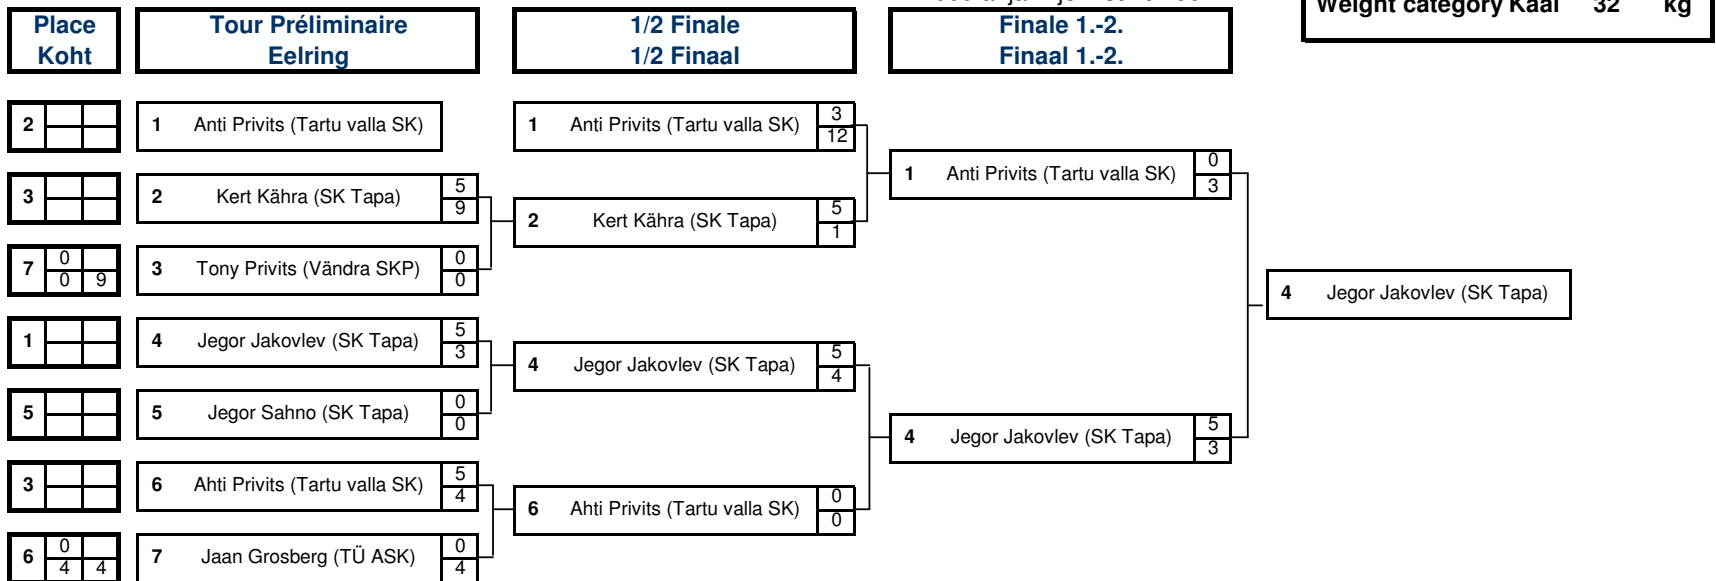 Weight category Kaal 32 kg
Place Tour Préliminaire 1/2 Finale Finale 1.-2.
Koht Eelring 1/2 Finaal Finaal 1.-2.
2 1 Anti Privits (Tartu valla SK) 1 Anti Privits (Tartu valla SK) 3
12
1 Anti Privits (Tartu valla SK) 0
3
3 2 Kert Kähra (SK Tapa) 5
9
2 Kert Kähra (SK Tapa) 5
1
7 0 3 Tony Privits (Vändra SKP) 0
0 9 0
4 Jegor Jakovlev (SK Tapa)
1 4 Jegor Jakovlev (SK Tapa) 5
3
4 Jegor Jakovlev (SK Tapa) 5
4
5 5 Jegor Sahno (SK Tapa) 0
0
4 Jegor Jakovlev (SK Tapa) 5
3
3 6 Ahti Privits (Tartu valla SK) 5
4
6 Ahti Privits (Tartu valla SK) 0
0
6 0 7 Jaan Grosberg (TÜ ASK) 0
4 4 4